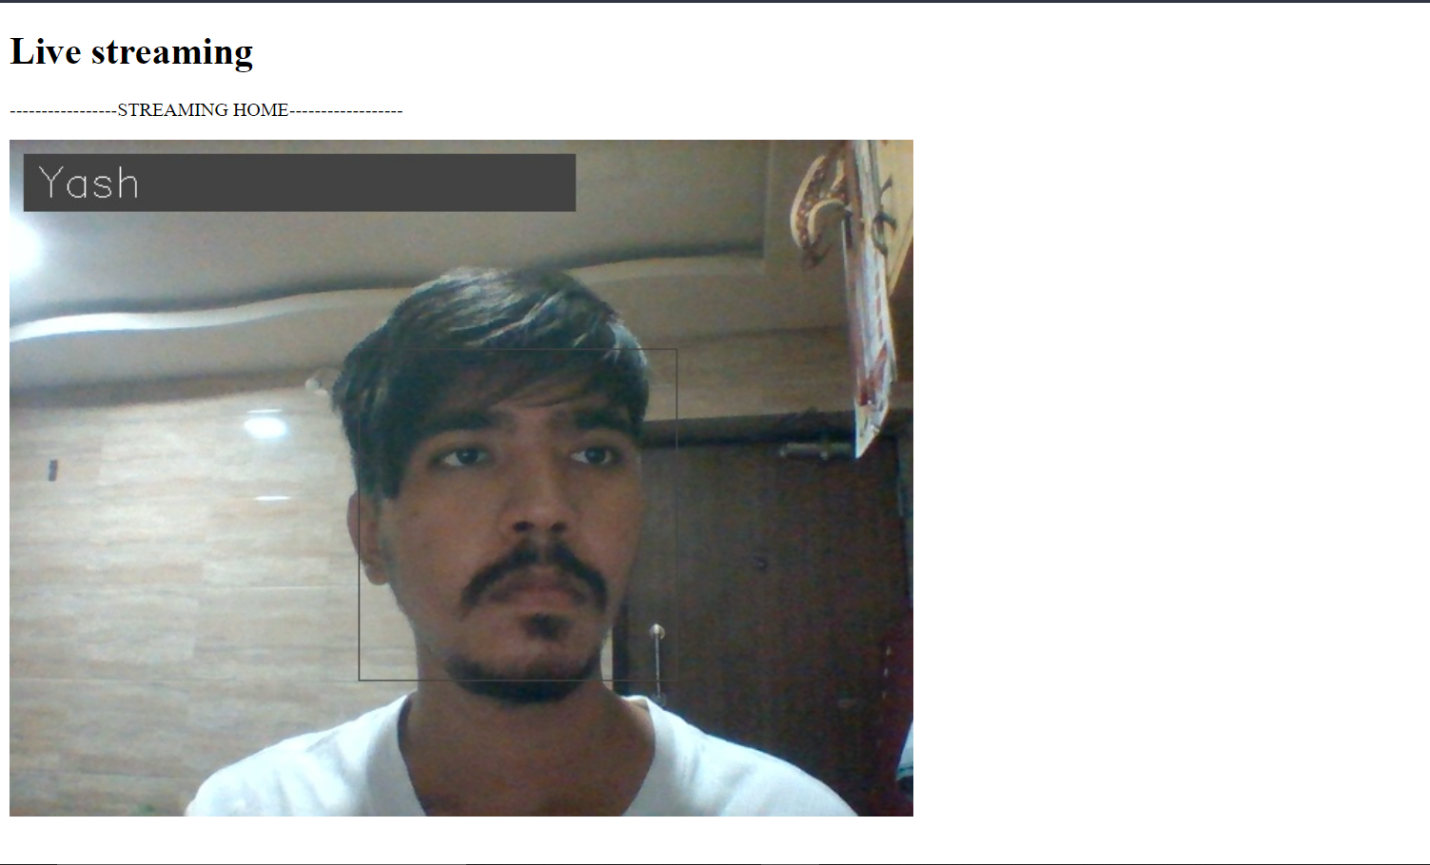 Live streaming
-----------------STREAMING HOME------------------
Yash